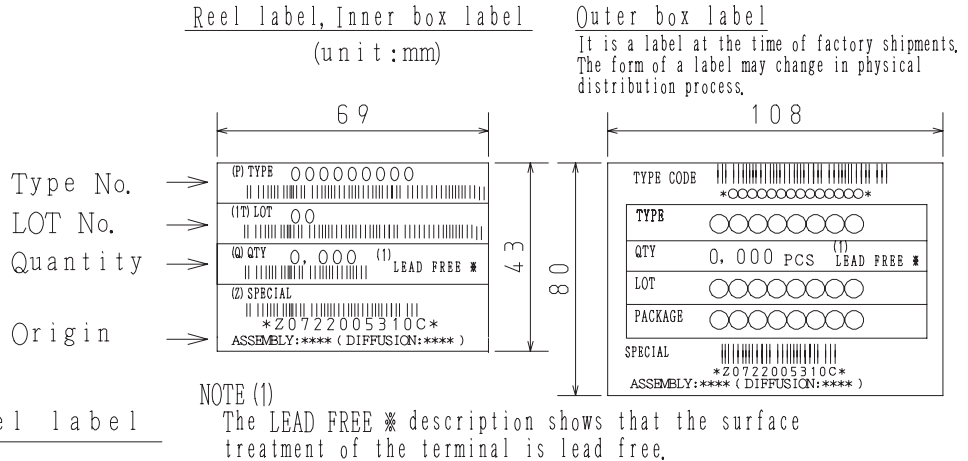 Reel label, Inner box label
(unit:mm)
Outer box label
It is a label at the time of factory shipments.
The form of a label may change in physical
distribution process.
69
108
Type No.
LOT No.
Quantity
Origin
(P) TYPE 000000000
(1T) LOT 00
(Q) QTY 0,000 (1) LEAD FREE ※
(Z) SPECIAL
*Z0722005310C*
ASSEMBLY:**** ( DIFFUSION:**** )
43
80
TYPE CODE
*○○○○○○○○○○○○○○*
TYPE ○○○○○○○○
QTY 0, 000 PCS (1) LEAD FREE ※
LOT ○○○○○○○○
PACKAGE ○○○○○○○○
SPECIAL
*Z0722005310C*
ASSEMBLY:**** ( DIFFUSION:**** )
NOTE (1)
The LEAD FREE ※ description shows that the surface
treatment of the terminal is lead free.
el label